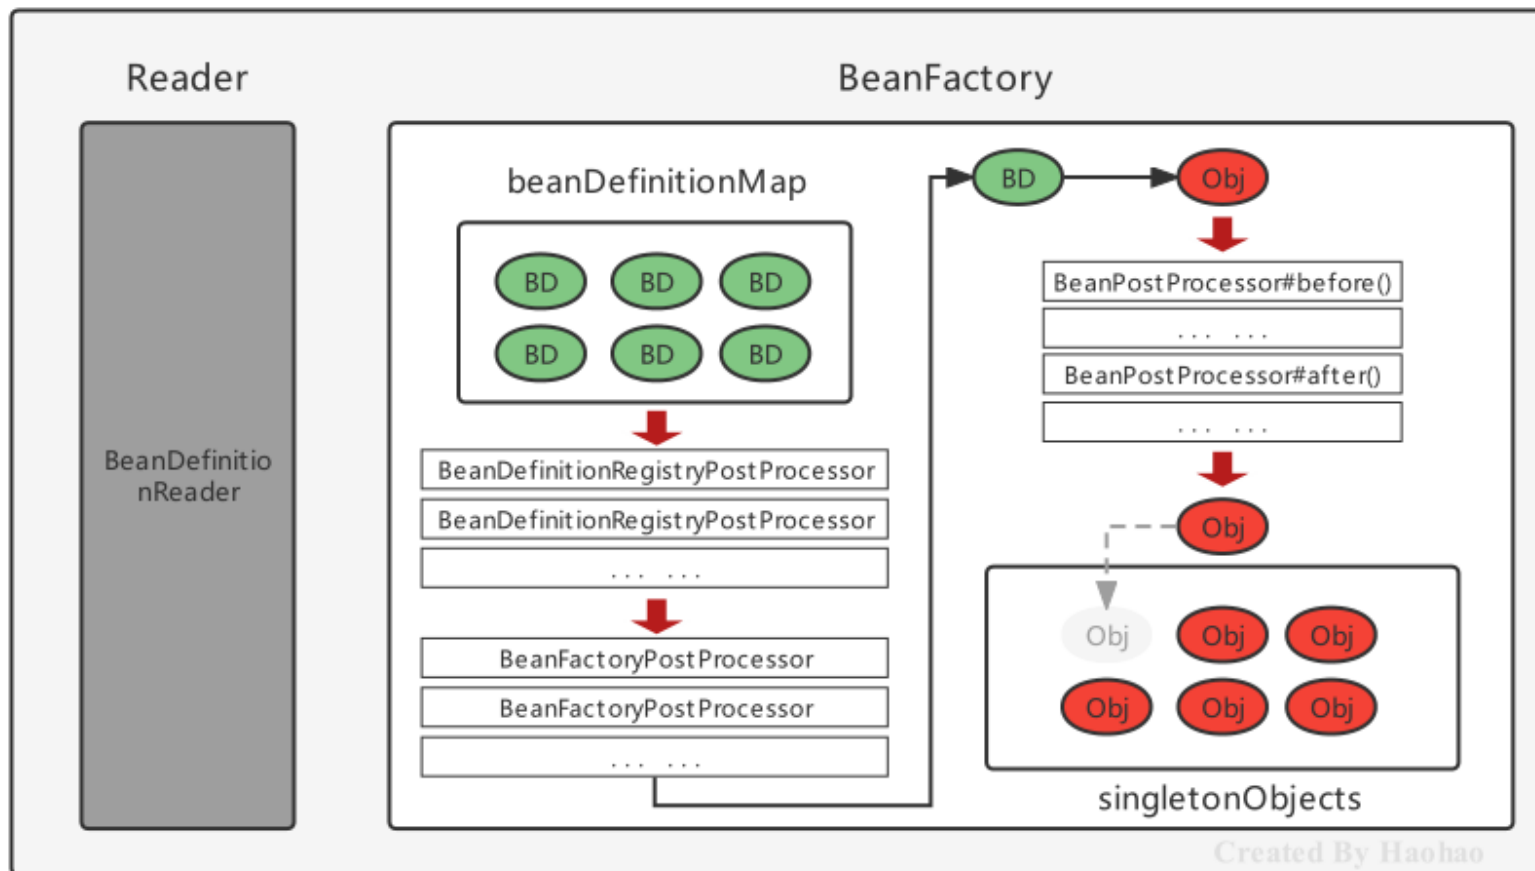 Reader
BeanDefinitio
nReader
BeanFactory
beanDefinitionMap
BD BD BD
BD BD BD
BeanDefinitionRegistryPostProcessor
BeanDefinitionRegistryPostProcessor
... ...
BeanFactoryPostProcessor
BeanFactoryPostProcessor
... ...
BD Obj
BeanPostProcessor#before()
... ...
BeanPostProcessor#after()
... ...
Obj
Obj Obj Obj
Obj Obj Obj
singletonObjects
Created By Haohao